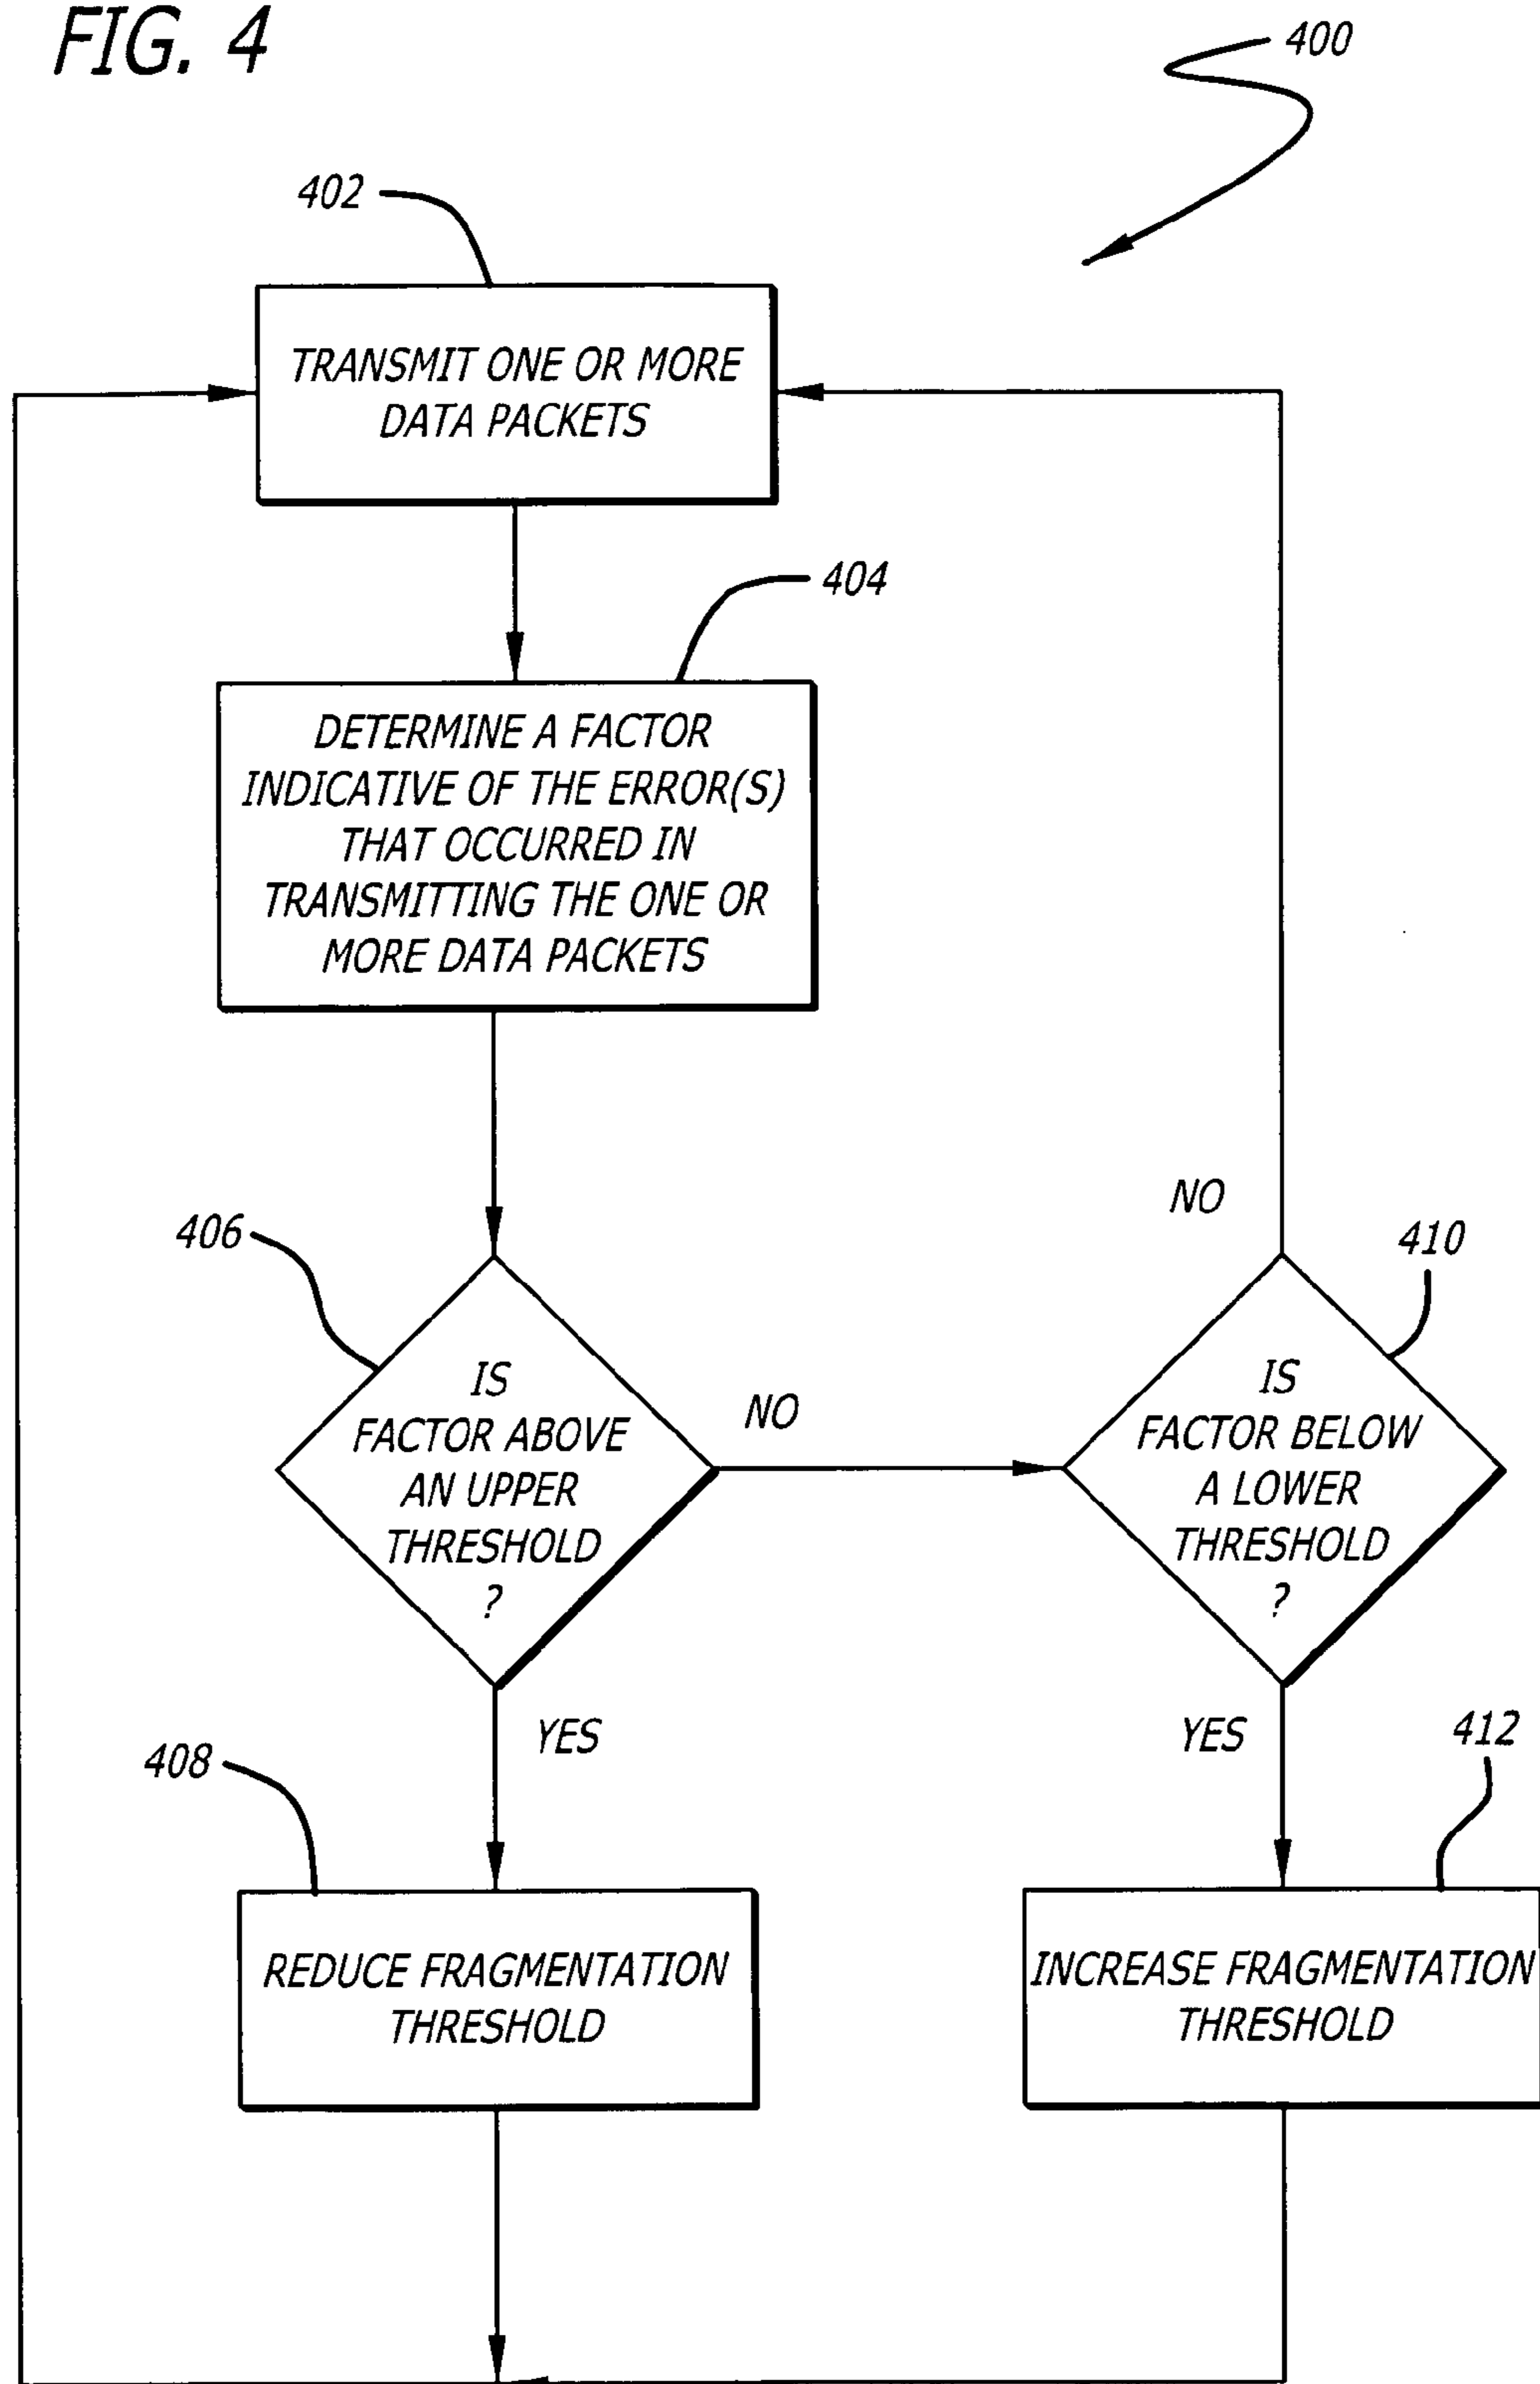 FIG. 4
400
402
TRANSMIT ONE OR MORE
DATA PACKETS
404
DETERMINE A FACTOR
INDICATIVE OF THE ERROR(S)
THAT OCCURRED IN
TRANSMITTING THE ONE OR
MORE DATA PACKETS
406
IS
FACTOR ABOVE
AN UPPER
THRESHOLD
?
NO
NO
410
IS
FACTOR BELOW
A LOWER
THRESHOLD
?
YES
408
REDUCE FRAGMENTATION
THRESHOLD
YES
412
INCREASE FRAGMENTATION
THRESHOLD